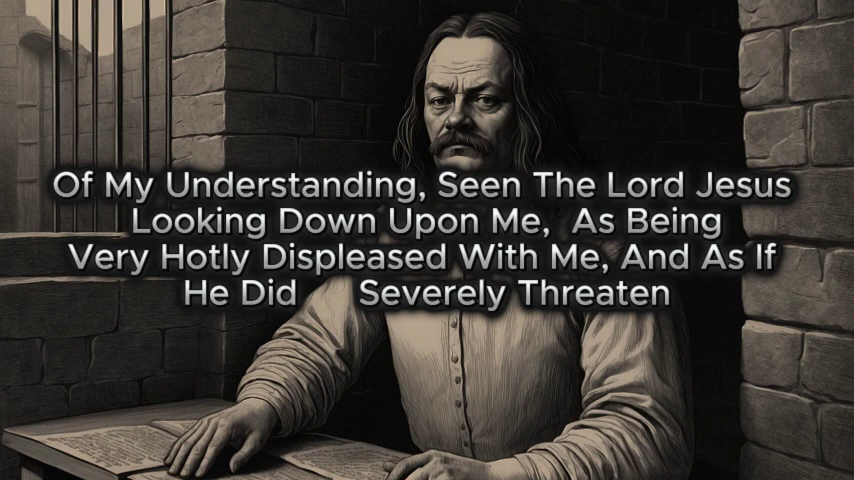 Of My Understanding, Seen The Lord Jesus
Looking Down Upon Me, As Being
Very Hotly Displeased With Me, And As If
He Did Severely Threaten